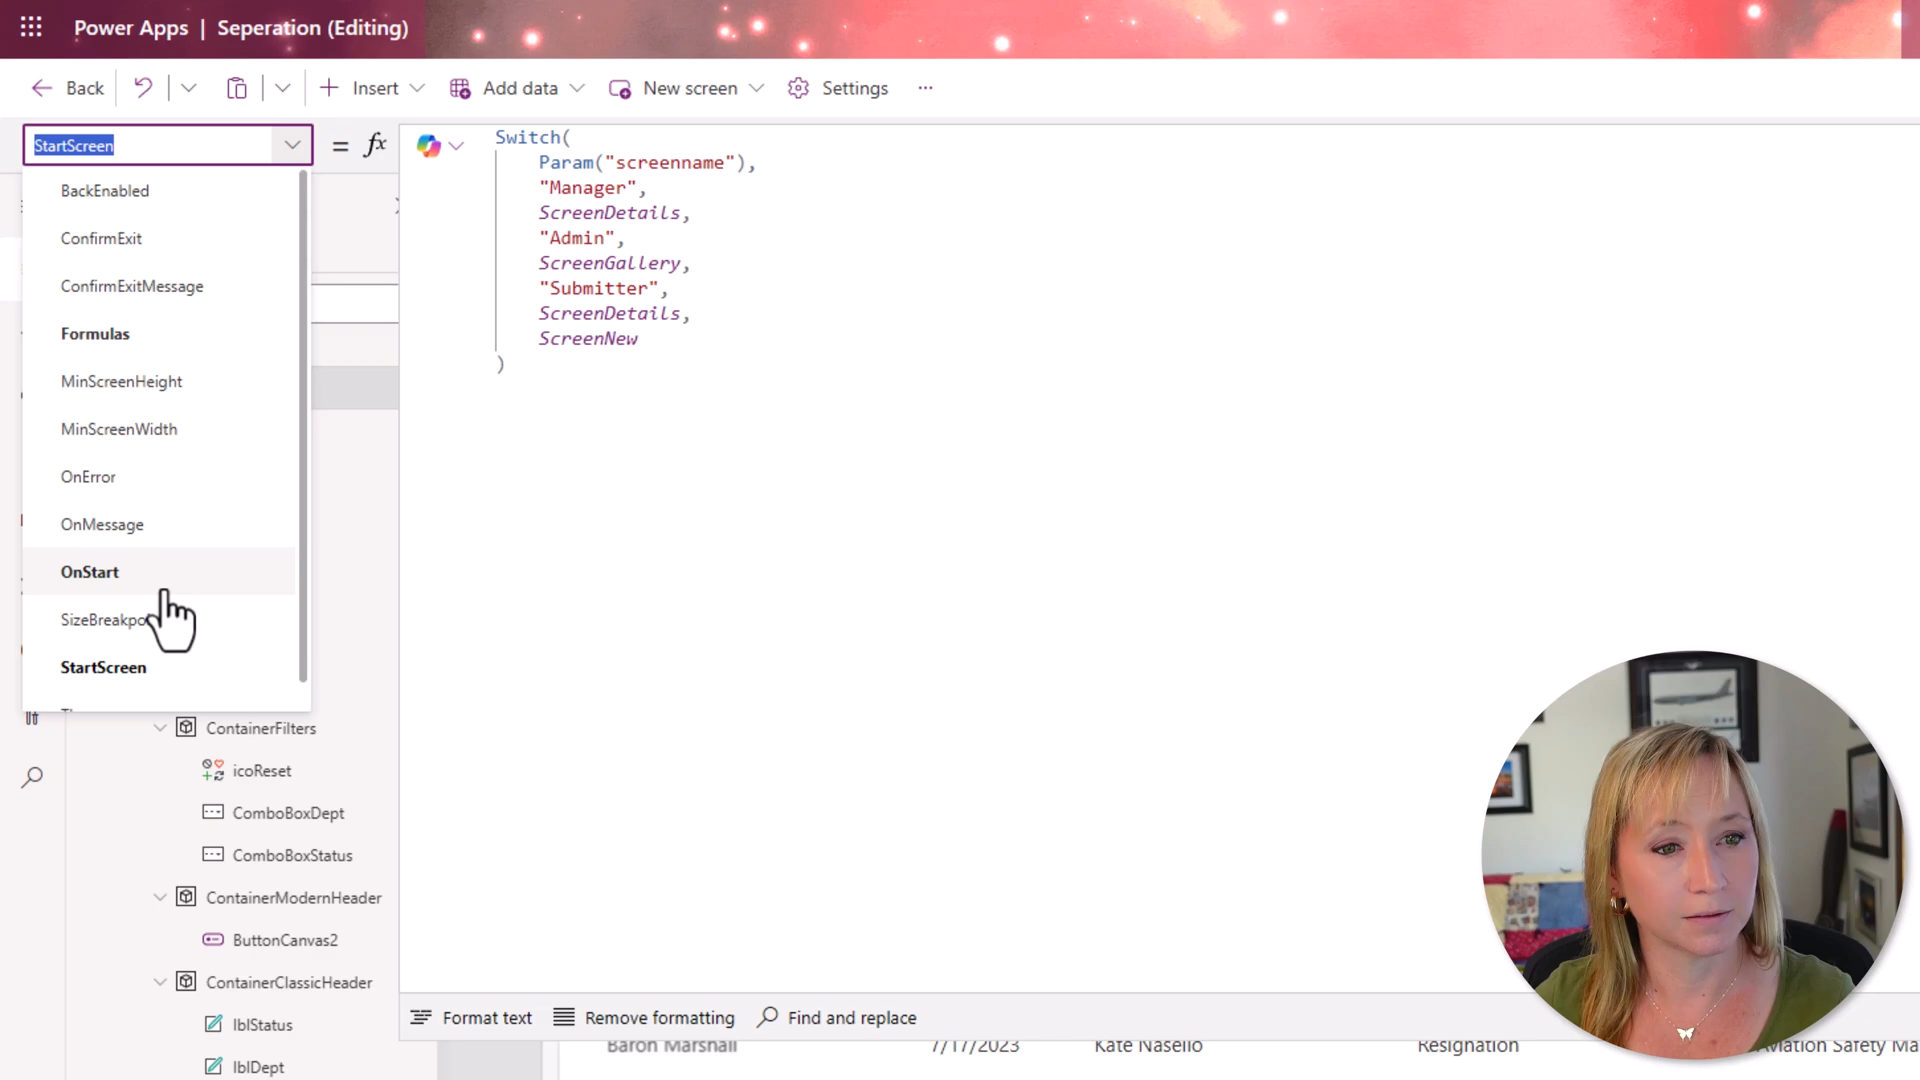 Power Apps | Seperation (Editing)
Back
Insert
Add data
New screen
Settings
...
StartScreen
= fx
BackEnabled
ConfirmExit
ConfirmExitMessage
Formulas
MinScreenHeight
MinScreenWidth
OnError
OnMessage
OnStart
StartScreen
Switch(
Param("screenname"),
"Manager",
ScreenDetails,
"Admin",
ScreenGallery,
"Submitter",
ScreenDetails,
ScreenNew
)
ContainerFilters
icoReset
ComboBoxDept
ComboBoxStatus
ContainerModernHeader
ButtonCanvas2
ContainerClassicHeader
lblStatus
lblDept
Format text
Remove formatting
Find and replace
Baron Marshall 7/17/2023 Kate Nasello Resignation Aviation Safety Ma